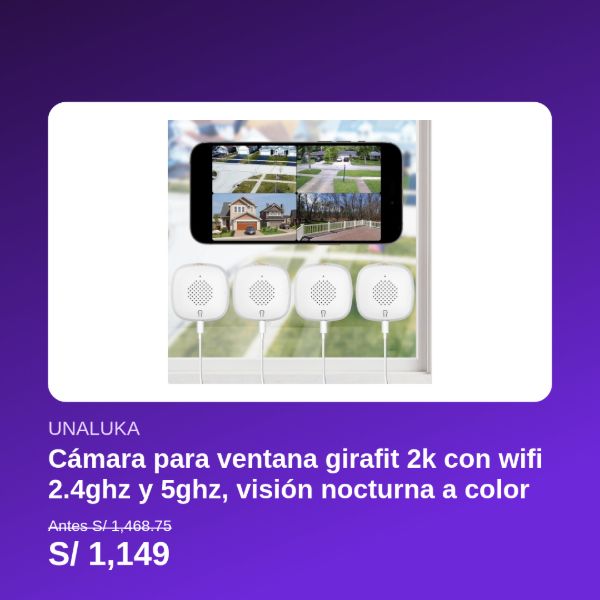 UNALUKA
Cámara para ventana girafit 2k con wifi
2.4ghz y 5ghz, visión nocturna a color
Antes S/ 1,468.75
S/ 1,149